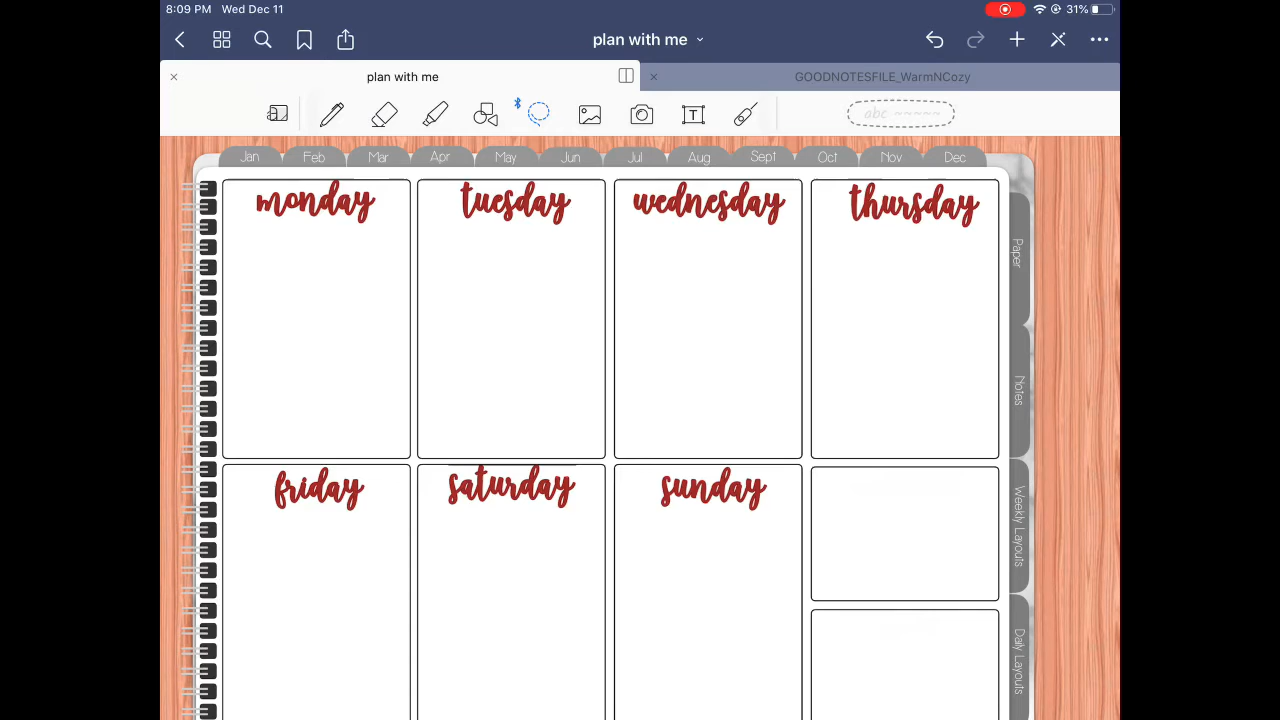 8:09 PM Wed Dec 11 31%
plan with me
plan with me GOODNOTESFILE_WarmNCozy
T abc ~~~~~
Jan Feb Mar Apr May Jun Jul Aug Sept Oct Nov Dec
monday tuesday wednesday thursday
Paper
Notes
friday saturday sunday
Weekly Layouts
Daily Layouts